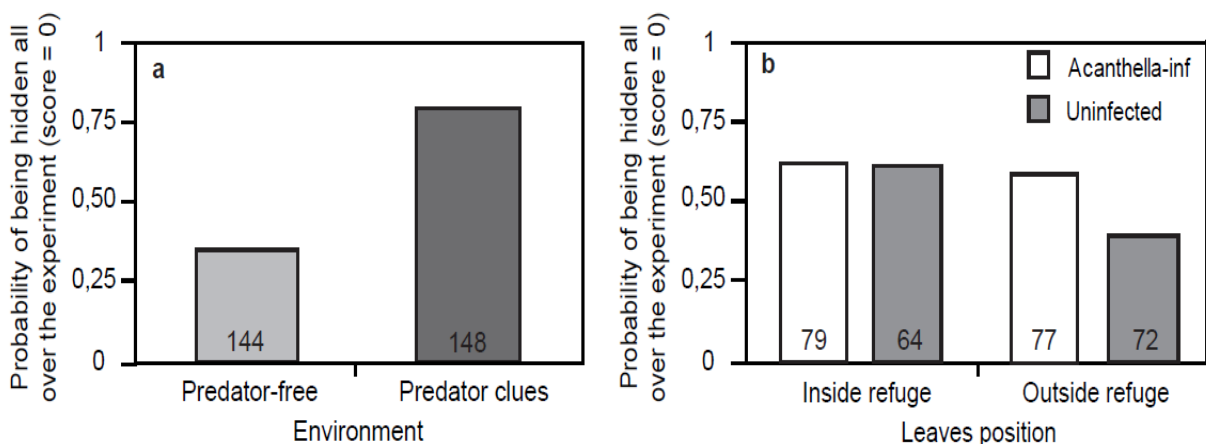 Probability of being hidden all
over the experiment (score = 0)
1
0,75
0,50
0,25
0
a
144
148
Predator-free
Predator clues
Environment
Probability of being hidden all
over the experiment (score = 0)
1
0,75
0,50
0,25
0
b
Acanthella-inf
Uninfected
79
64
77
72
Inside refuge
Outside refuge
Leaves position